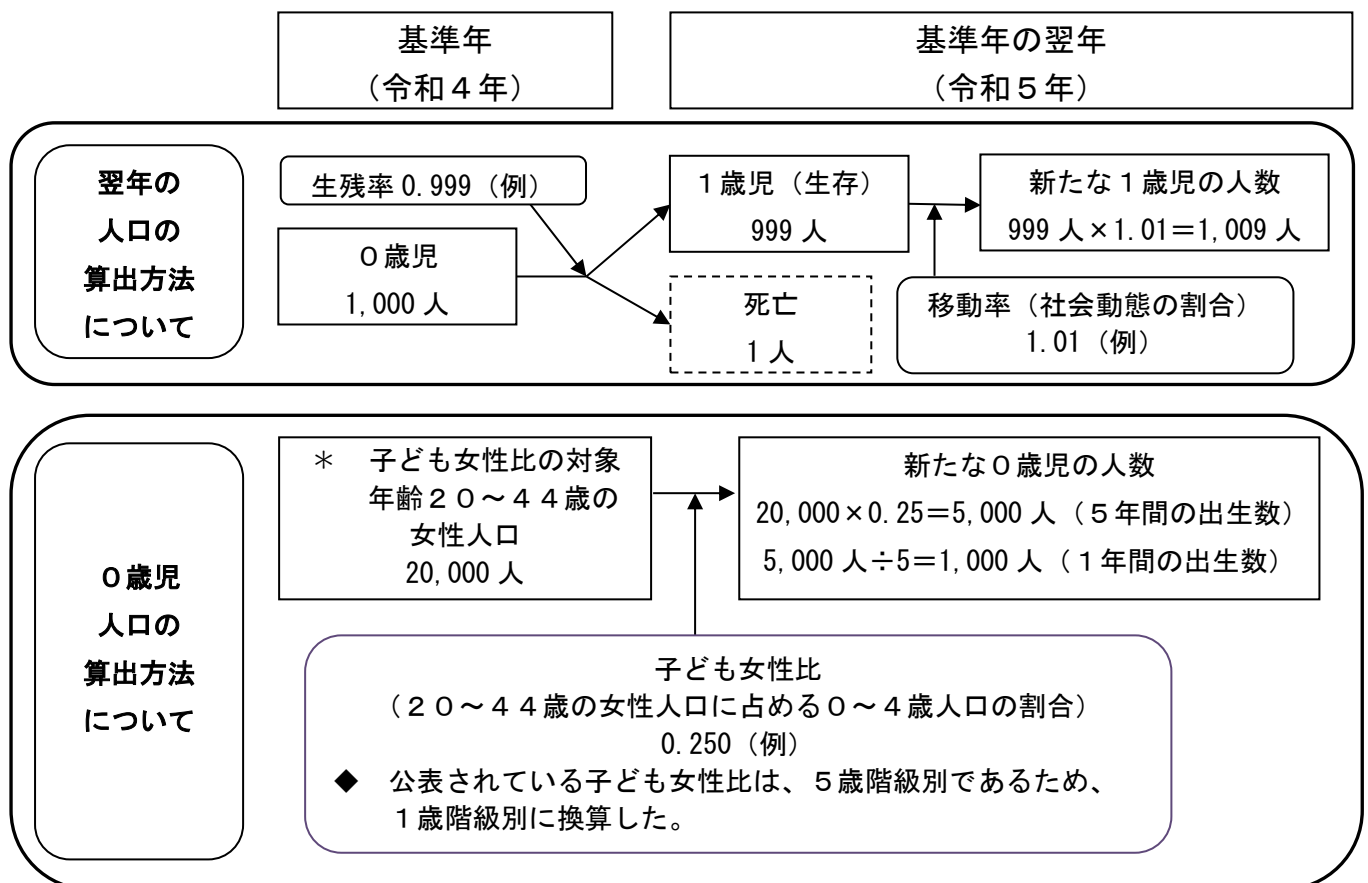 基準年
（令和４年）
基準年の翌年
（令和５年）
翌年の
人口の
算出方法
について
生残率 0.999（例）
０歳児
1,000 人
１歳児（生存）
999 人
死亡
1 人
新たな１歳児の人数
999 人×1.01＝1,009 人
移動率（社会動態の割合）
1.01（例）
０歳児
人口の
算出方法
について
＊　子ども女性比の対象
年齢２０～４４歳の
女性人口
20,000 人
新たな０歳児の人数
20,000×0.25＝5,000 人（５年間の出生数）
5,000 人÷5＝1,000 人（１年間の出生数）
子ども女性比
（２０～４４歳の女性人口に占める０～４歳人口の割合）
0.250（例）
◆　公表されている子ども女性比は、５歳階級別であるため、
１歳階級別に換算した。